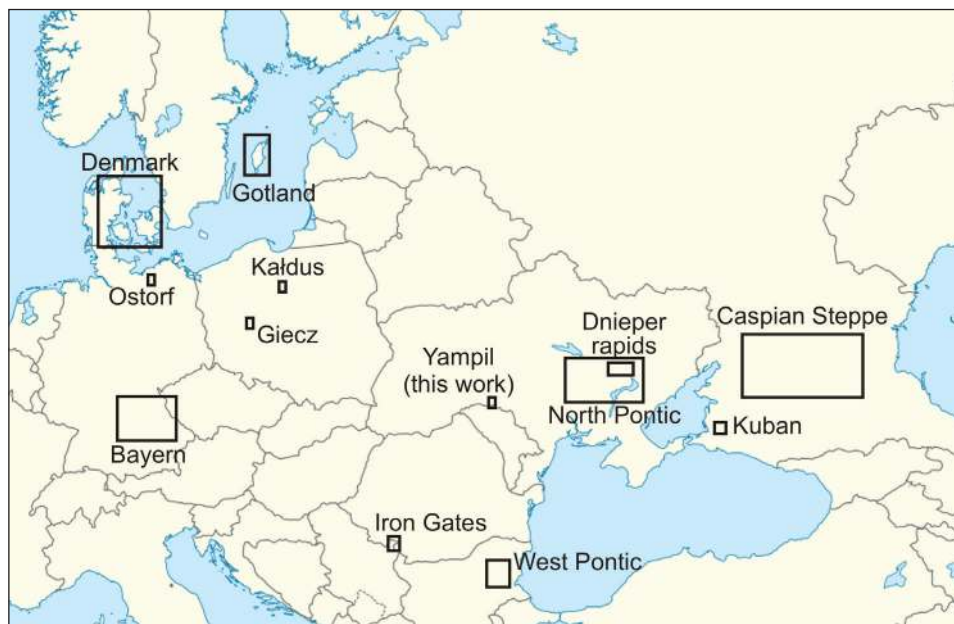 Denmark
Gotland
Kałdus
Ostorf
Giecz
Dnieper
rapids
Caspian Steppe
Yampil
(this work)
North Pontic
Kuban
Bayern
Iron Gates
West Pontic